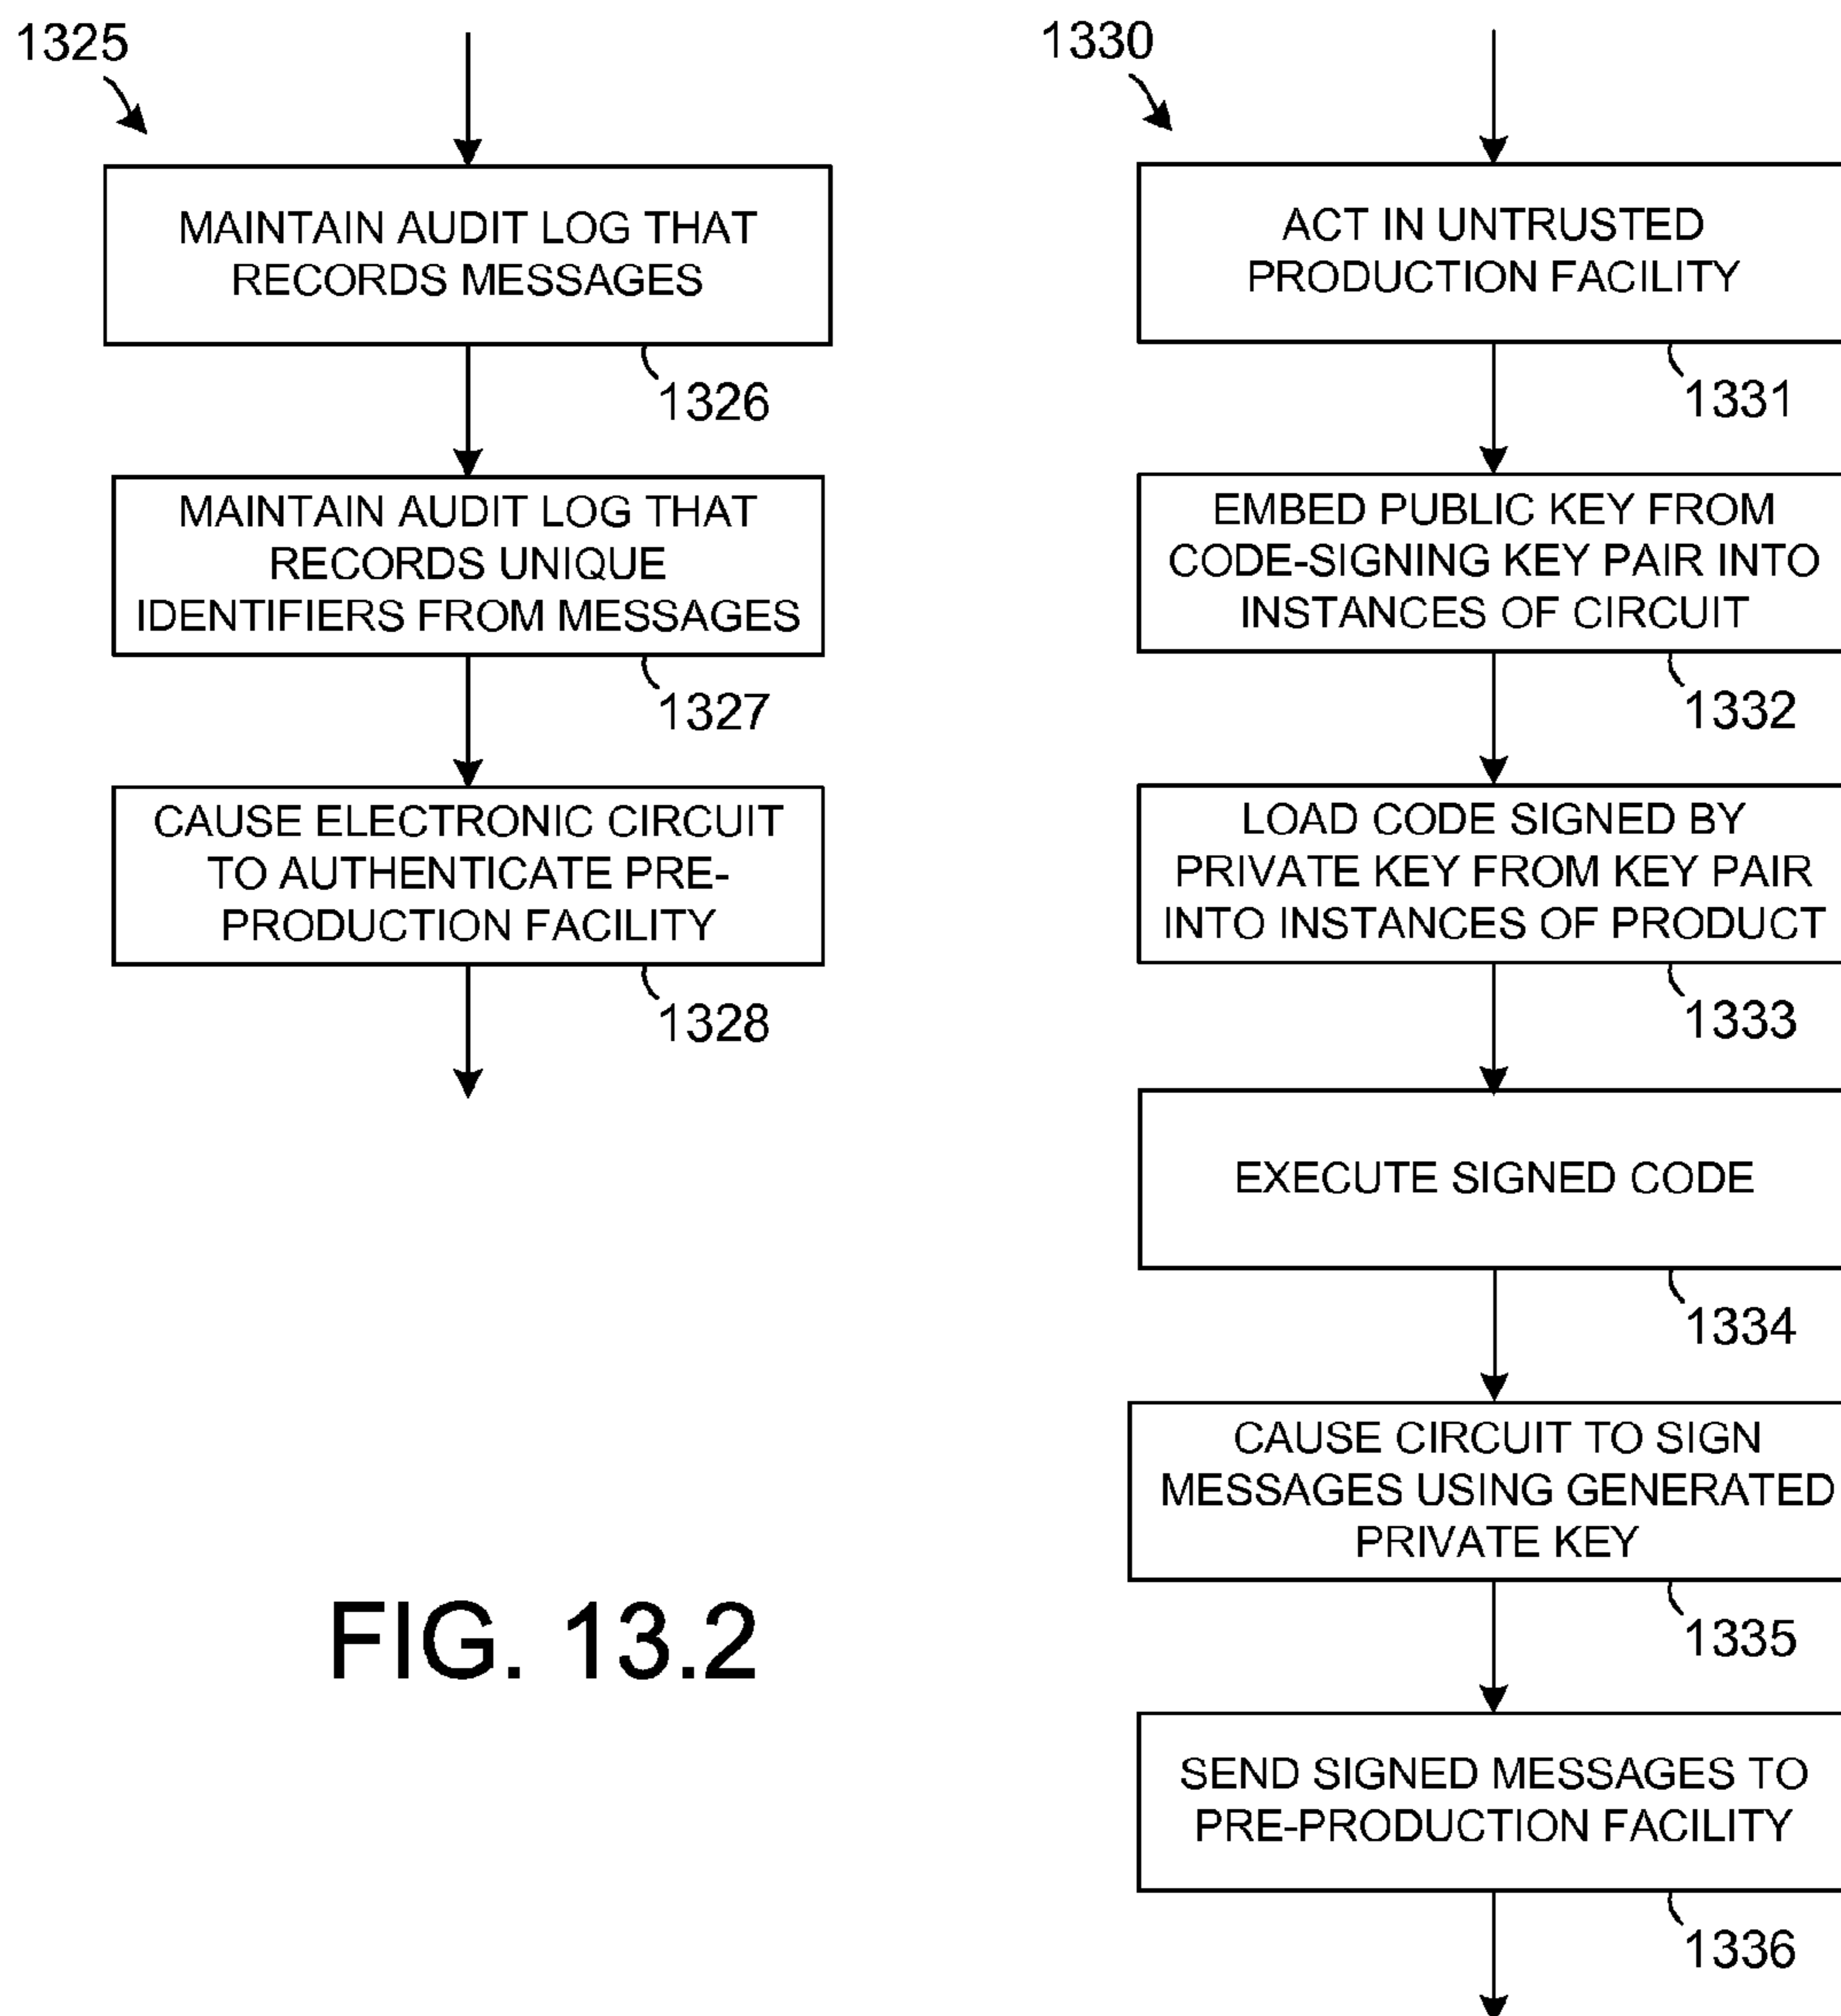 1325
MAINTAIN AUDIT LOG THAT
RECORDS MESSAGES
1326
MAINTAIN AUDIT LOG THAT
RECORDS UNIQUE
IDENTIFIERS FROM MESSAGES
1327
CAUSE ELECTRONIC CIRCUIT
TO AUTHENTICATE PRE-
PRODUCTION FACILITY
1328
FIG. 13.2
1330
ACT IN UNTRUSTED
PRODUCTION FACILITY
1331
EMBED PUBLIC KEY FROM
CODE-SIGNING KEY PAIR INTO
INSTANCES OF CIRCUIT
1332
LOAD CODE SIGNED BY
PRIVATE KEY FROM KEY PAIR
INTO INSTANCES OF PRODUCT
1333
EXECUTE SIGNED CODE
1334
CAUSE CIRCUIT TO SIGN
MESSAGES USING GENERATED
PRIVATE KEY
1335
SEND SIGNED MESSAGES TO
PRE-PRODUCTION FACILITY
1336